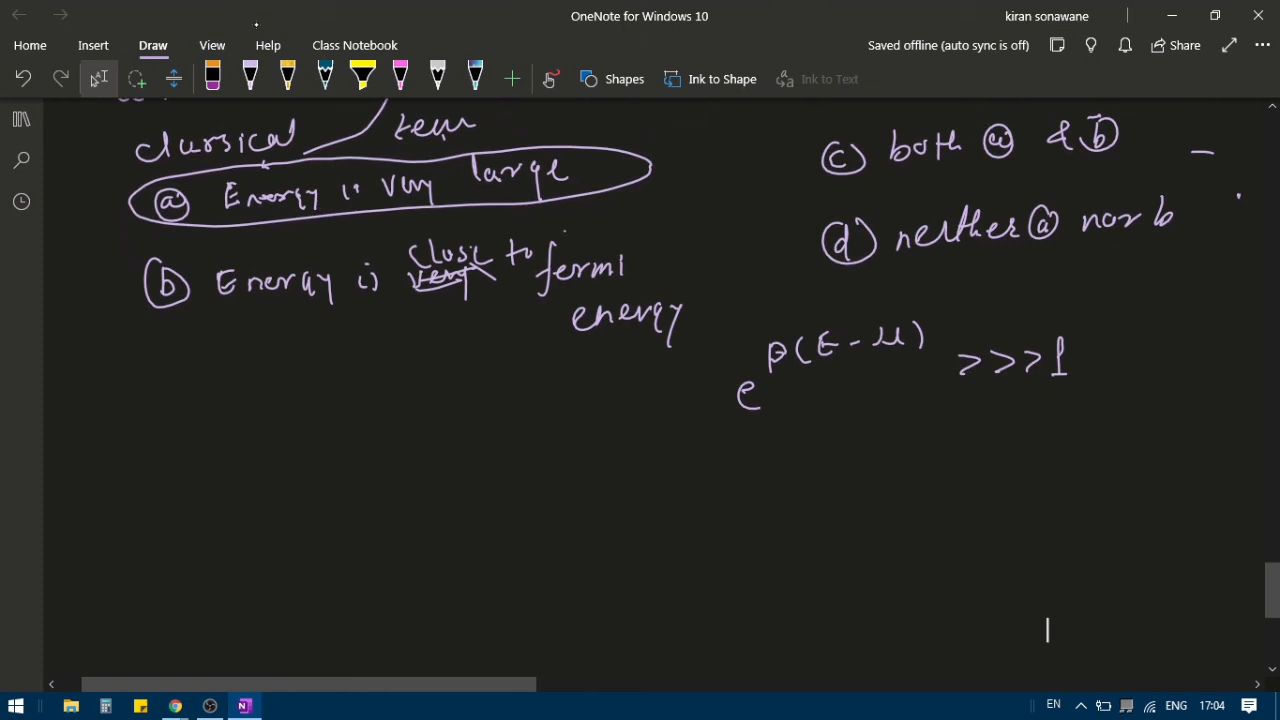 OneNote for Windows 10
kiran sonawane
Home Insert Draw View Help Class Notebook
Saved offline (auto sync is off)
Share
Shapes Ink to Shape Ink to Text
classical term
ⓐ Energy is very large
ⓑ Energy is close to fermi
energy
ⓒ both ⓐ & ⓑ
ⓓ neither ⓐ nor b
e^β(E - μ) >>> 1
EN ENG 17:04